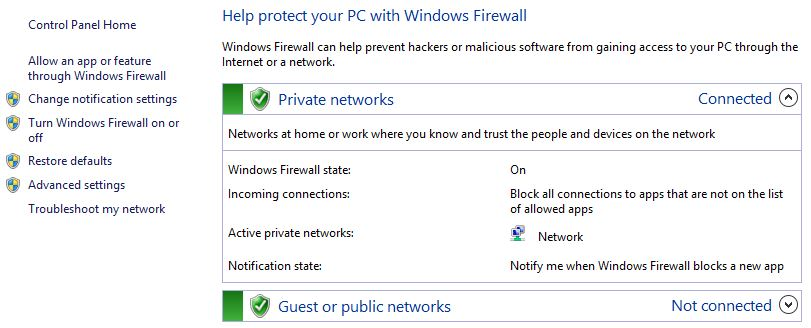 Control Panel Home
Allow an app or feature
through Windows Firewall
Change notification settings
Turn Windows Firewall on or
off
Restore defaults
Advanced settings
Troubleshoot my network
Help protect your PC with Windows Firewall
Windows Firewall can help prevent hackers or malicious software from gaining access to your PC through the
Internet or a network.
Private networks Connected
Networks at home or work where you know and trust the people and devices on the network
Windows Firewall state: On
Incoming connections: Block all connections to apps that are not on the list
of allowed apps
Active private networks: Network
Notification state: Notify me when Windows Firewall blocks a new app
Guest or public networks Not connected